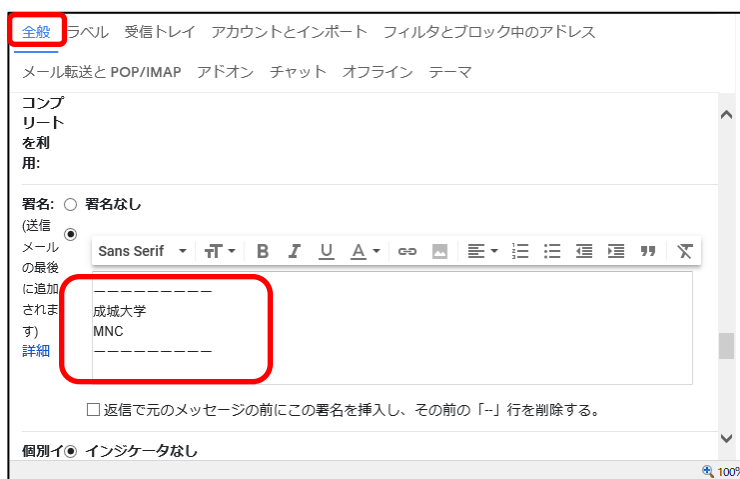 全般 ラベル 受信トレイ アカウントとインポート フィルタとブロック中のアドレス
メール転送と POP/IMAP アドオン チャット オフライン テーマ
コンプ
リート
を利
用:
署名: 署名なし
(送信
メール
の最後
に追加
されま
す)
詳細
Sans Serif
B I U A
ーーーーーーーーー
成城大学
MNC
ーーーーーーーーー
返信で元のメッセージの前にこの署名を挿入し、その前の「--」行を削除する。
個別イ インジケータなし
100%